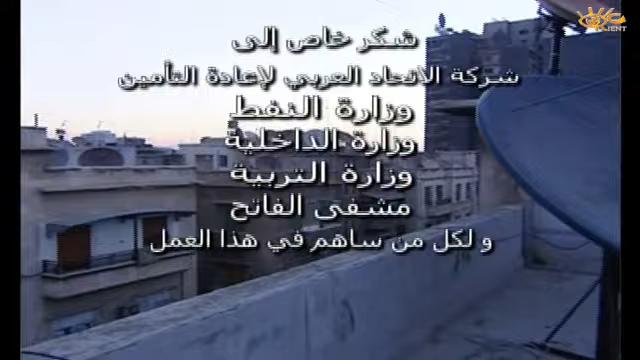 شكر خاص إلى
شركة الاتحاد العربي لإعادة التأمين
وزارة النفط
وزارة الداخلية
وزارة التربية
مشفى الفاتح
و لكل من ساهم في هذا العمل